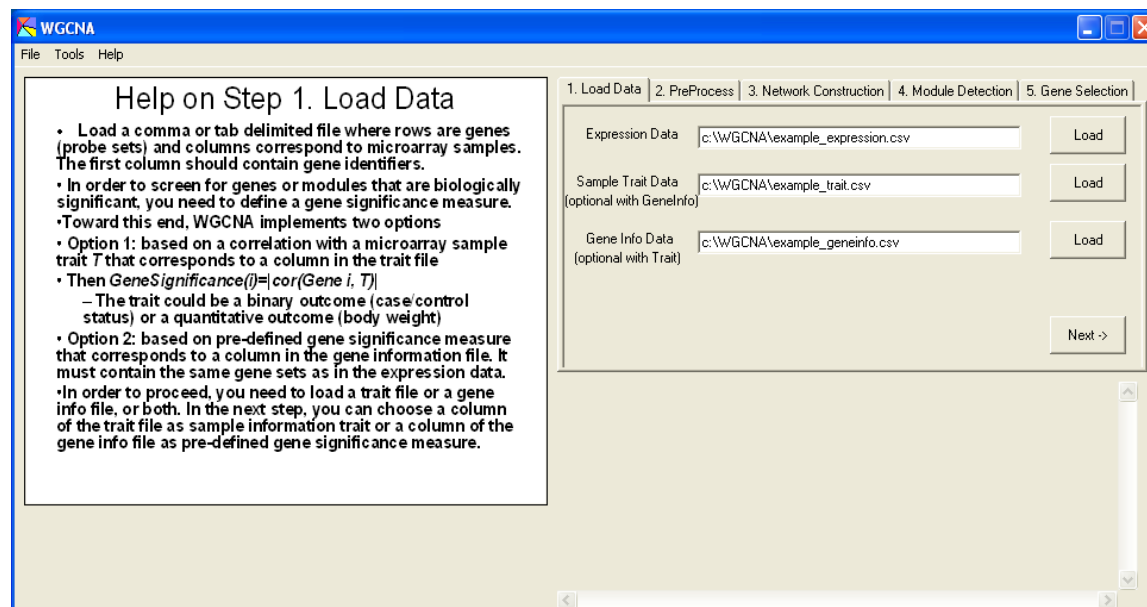 WGCNA
File Tools Help
Help on Step 1. Load Data
• Load a comma or tab delimited file where rows are genes
(probe sets) and columns correspond to microarray samples.
The first column should contain gene identifiers.
• In order to screen for genes or modules that are biologically
significant, you need to define a gene significance measure.
•Toward this end, WGCNA implements two options
• Option 1: based on a correlation with a microarray sample
trait T that corresponds to a column in the trait file
• Then GeneSignificance(i)=|cor(Gene i, T)|
– The trait could be a binary outcome (case/control
status) or a quantitative outcome (body weight)
• Option 2: based on pre-defined gene significance measure
that corresponds to a column in the gene information file. It
must contain the same gene sets as in the expression data.
•In order to proceed, you need to load a trait file or a gene
info file, or both. In the next step, you can choose a column
of the trait file as sample information trait or a column of the
gene info file as pre-defined gene significance measure.
1. Load Data 2. PreProcess 3. Network Construction 4. Module Detection 5. Gene Selection
Expression Data c:\WGCNA\example_expression.csv Load
Sample Trait Data c:\WGCNA\example_trait.csv Load
(optional with GeneInfo)
Gene Info Data c:\WGCNA\example_geneinfo.csv Load
(optional with Trait)
Next ->